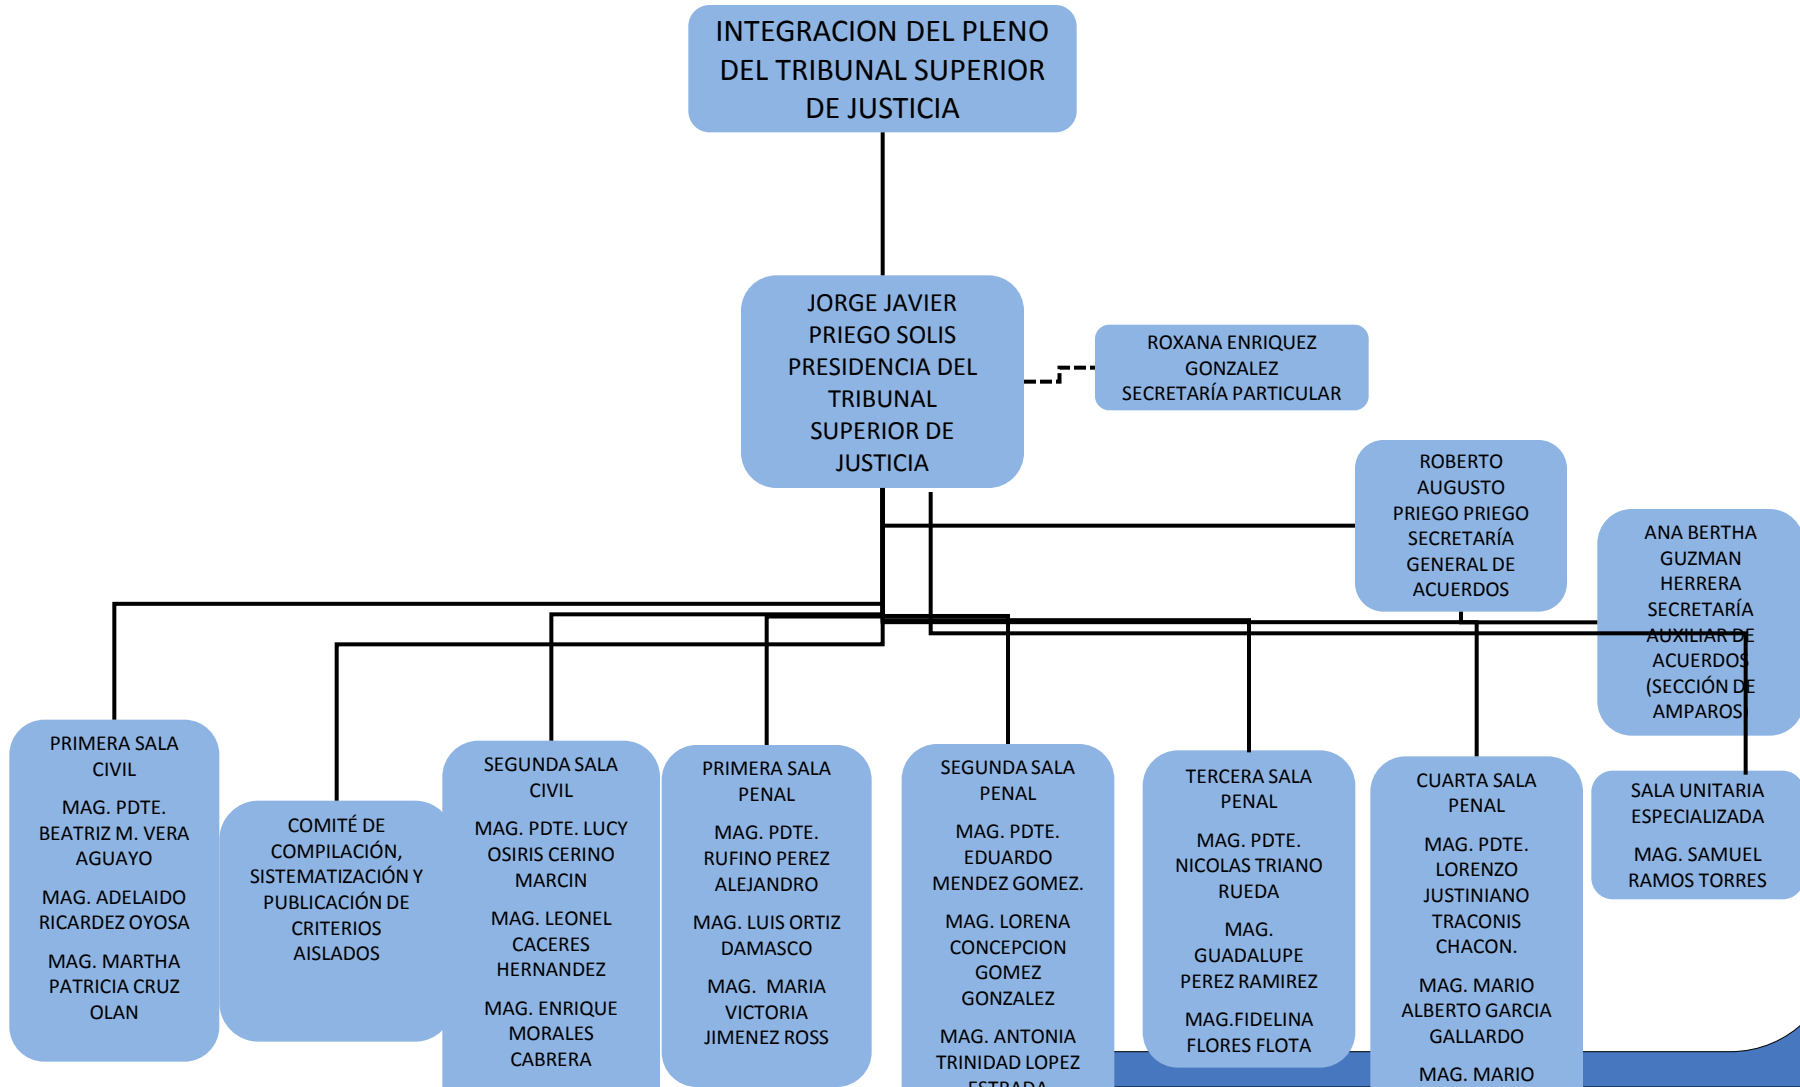 INTEGRACION DEL PLENO
DEL TRIBUNAL SUPERIOR
DE JUSTICIA
JORGE JAVIER
PRIEGO SOLIS
PRESIDENCIA DEL
TRIBUNAL
SUPERIOR DE
JUSTICIA
ROXANA ENRIQUEZ
GONZALEZ
SECRETARÍA PARTICULAR
ROBERTO
AUGUSTO
PRIEGO PRIEGO
SECRETARÍA
GENERAL DE
ACUERDOS
ANA BERTHA
GUZMAN
HERRERA
SECRETARÍA
AUXILIAR DE
ACUERDOS
(SECCIÓN DE
AMPAROS)
PRIMERA SALA
CIVIL
MAG. PDTE.
BEATRIZ M. VERA
AGUAYO
MAG. ADELAIDO
RICARDEZ OYOSA
MAG. MARTHA
PATRICIA CRUZ
OLAN
COMITÉ DE
COMPILACIÓN,
SISTEMATIZACIÓN Y
PUBLICACIÓN DE
CRITERIOS
AISLADOS
SEGUNDA SALA
CIVIL
MAG. PDTE. LUCY
OSIRIS CERINO
MARCIN
MAG. LEONEL
CACERES
HERNANDEZ
MAG. ENRIQUE
MORALES
CABRERA
PRIMERA SALA
PENAL
MAG. PDTE.
RUFINO PEREZ
ALEJANDRO
MAG. LUIS ORTIZ
DAMASCO
MAG. MARIA
VICTORIA
JIMENEZ ROSS
SEGUNDA SALA
PENAL
MAG. PDTE.
EDUARDO
MENDEZ GOMEZ.
MAG. LORENA
CONCEPCION
GOMEZ
GONZALEZ
MAG. ANTONIA
TRINIDAD LOPEZ
ESTRADA
TERCERA SALA
PENAL
MAG. PDTE.
NICOLAS TRIANO
RUEDA
MAG.
GUADALUPE
PEREZ RAMIREZ
MAG.FIDELINA
FLORES FLOTA
CUARTA SALA
PENAL
MAG. PDTE.
LORENZO
JUSTINIANO
TRACONIS
CHACON.
MAG. MARIO
ALBERTO GARCIA
GALLARDO
MAG. MARIO
SALA UNITARIA
ESPECIALIZADA
MAG. SAMUEL
RAMOS TORRES